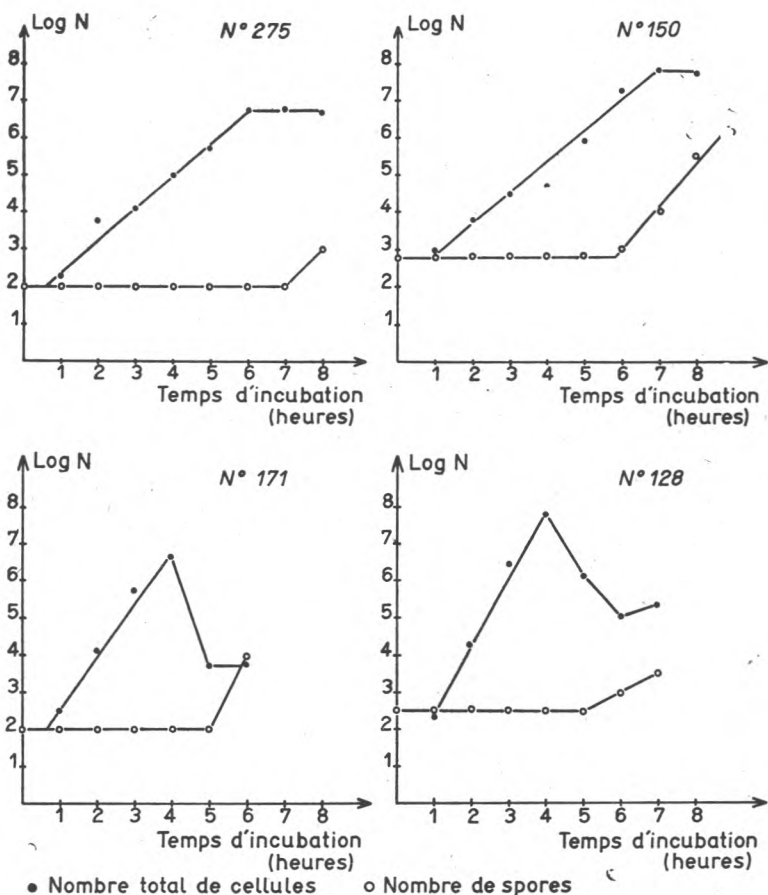 Log N
N° 275
8
7
6
5
4
3
2
1
1 2 3 4 5 6 7 8
Temps d'incubation
(heures)
Log N
N° 150
8
7
6
5
4
3
2
1
1 2 3 4 5 6 7 8
Temps d'incubation
(heures)
Log N
N° 171
8
7
6
5
4
3
2
1
1 2 3 4 5 6 7 8
Temps d'incubation
(heures)
Log N
N° 128
8
7
6
5
4
3
2
1
1 2 3 4 5 6 7 8
Temps d'incubation
(heures)
• Nombre total de cellules o Nombre de spores